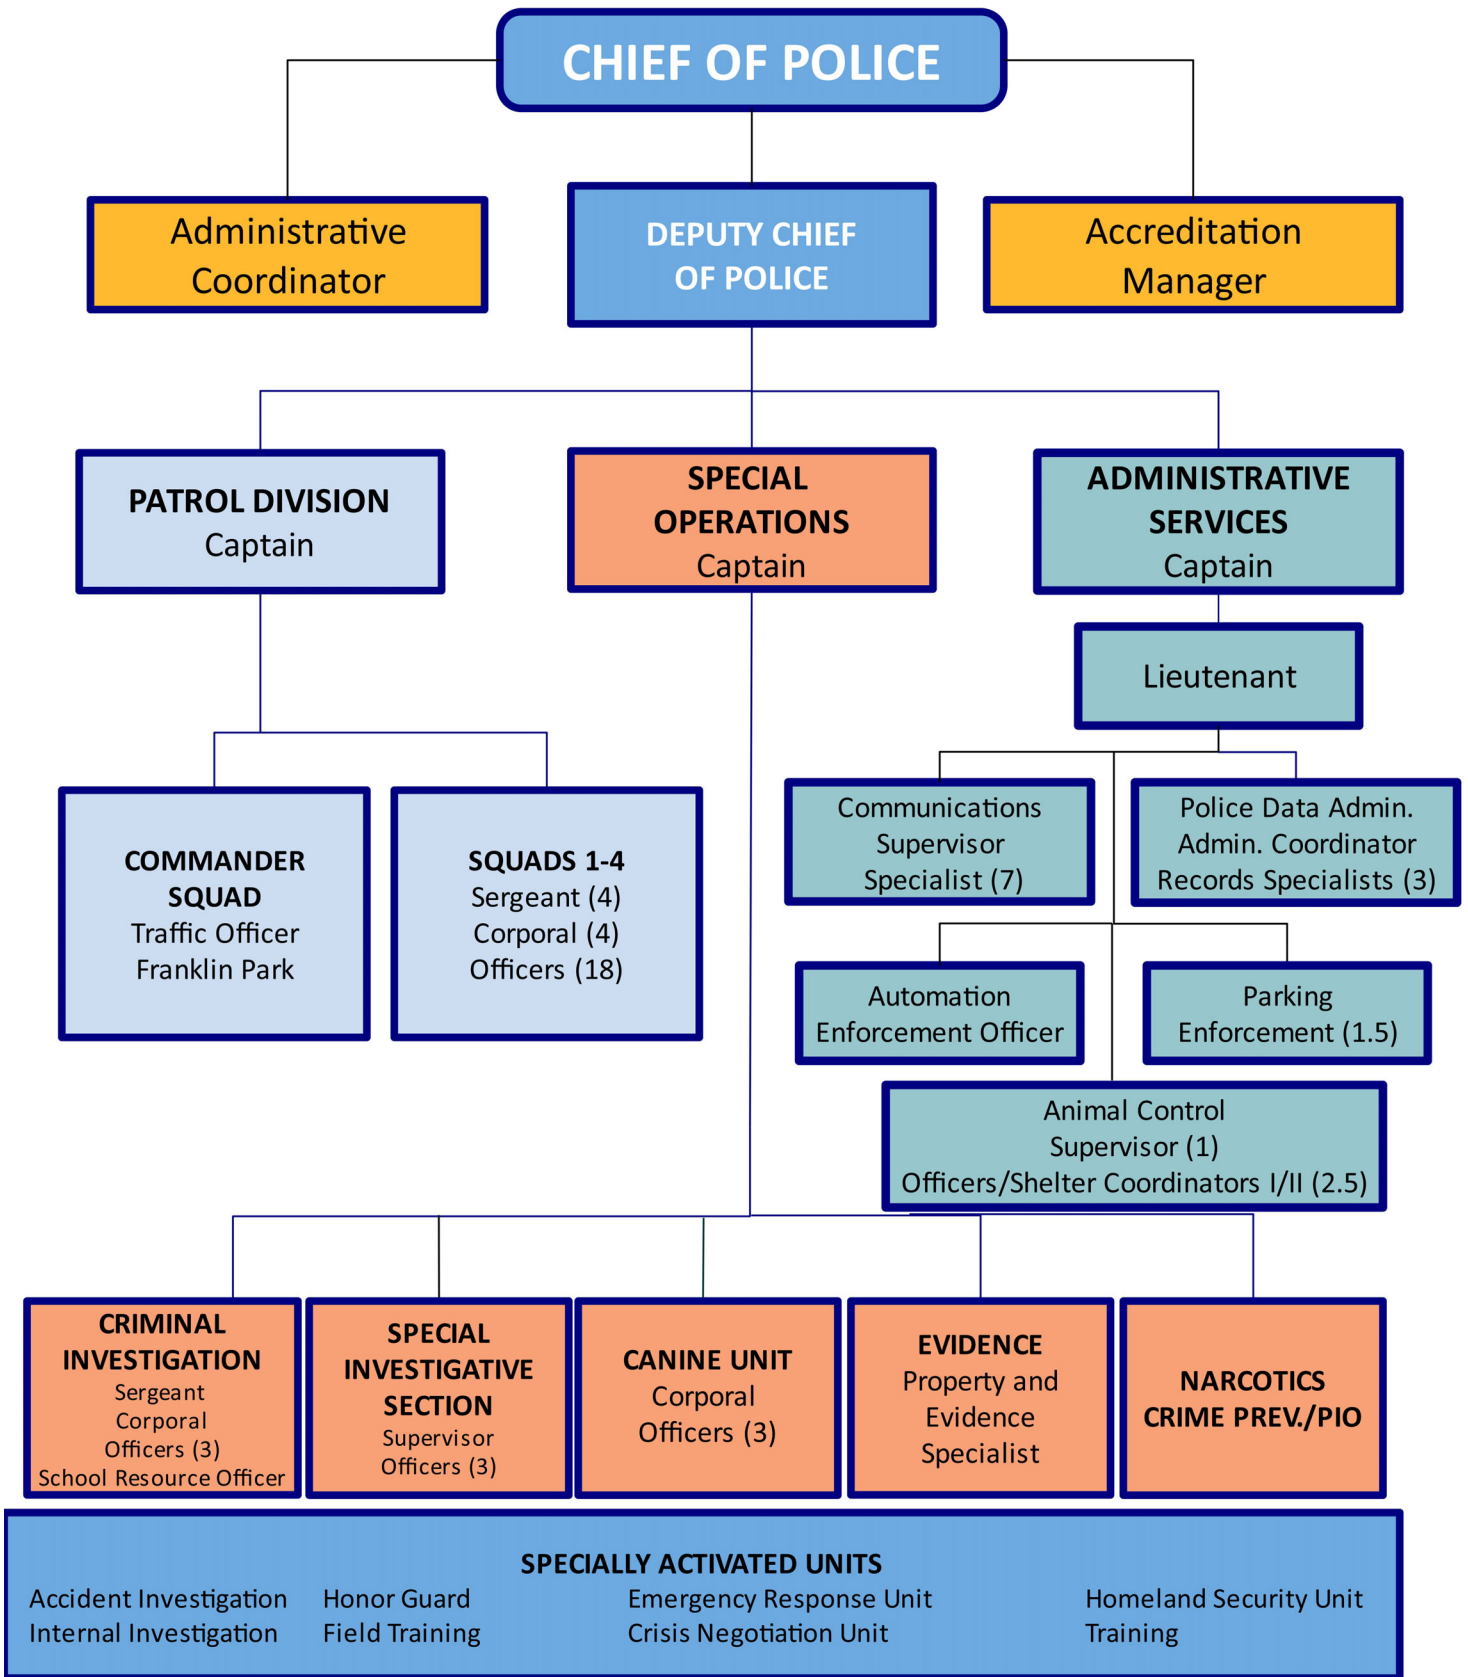 CHIEF OF POLICE
Administrative
Coordinator
DEPUTY CHIEF
OF POLICE
Accreditation
Manager
PATROL DIVISION
Captain
SPECIAL
OPERATIONS
Captain
ADMINISTRATIVE
SERVICES
Captain
Lieutenant
COMMANDER
SQUAD
Traffic Officer
Franklin Park
SQUADS 1-4
Sergeant (4)
Corporal (4)
Officers (18)
Communications
Supervisor
Specialist (7)
Police Data Admin.
Admin. Coordinator
Records Specialists (3)
Automation
Enforcement Officer
Parking
Enforcement (1.5)
Animal Control
Supervisor (1)
Officers/Shelter Coordinators I/II (2.5)
CRIMINAL
INVESTIGATION
Sergeant
Corporal
Officers (3)
School Resource Officer
SPECIAL
INVESTIGATIVE
SECTION
Supervisor
Officers (3)
CANINE UNIT
Corporal
Officers (3)
EVIDENCE
Property and
Evidence
Specialist
NARCOTICS
CRIME PREV./PIO
SPECIALLY ACTIVATED UNITS
Accident Investigation
Internal Investigation
Honor Guard
Field Training
Emergency Response Unit
Crisis Negotiation Unit
Homeland Security Unit
Training